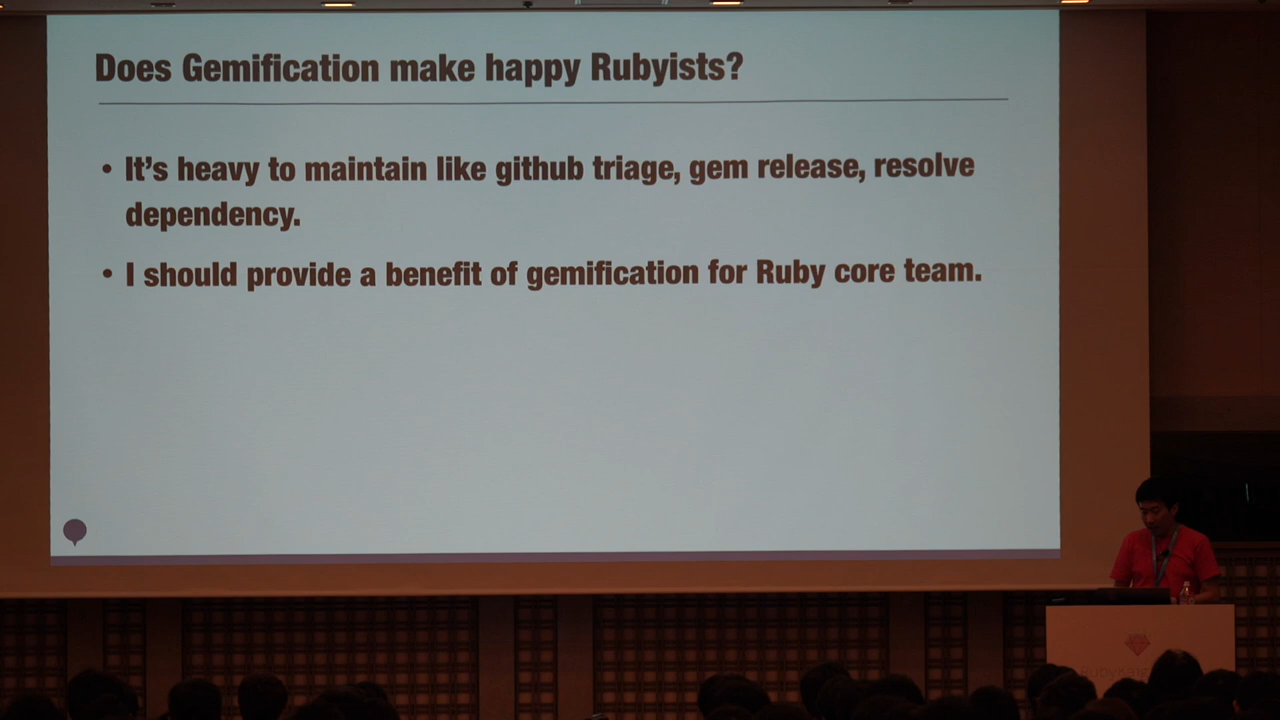 Does Gemification make happy Rubyists?
• It's heavy to maintain like github triage, gem release, resolve
dependency.
• I should provide a benefit of gemification for Ruby core team.